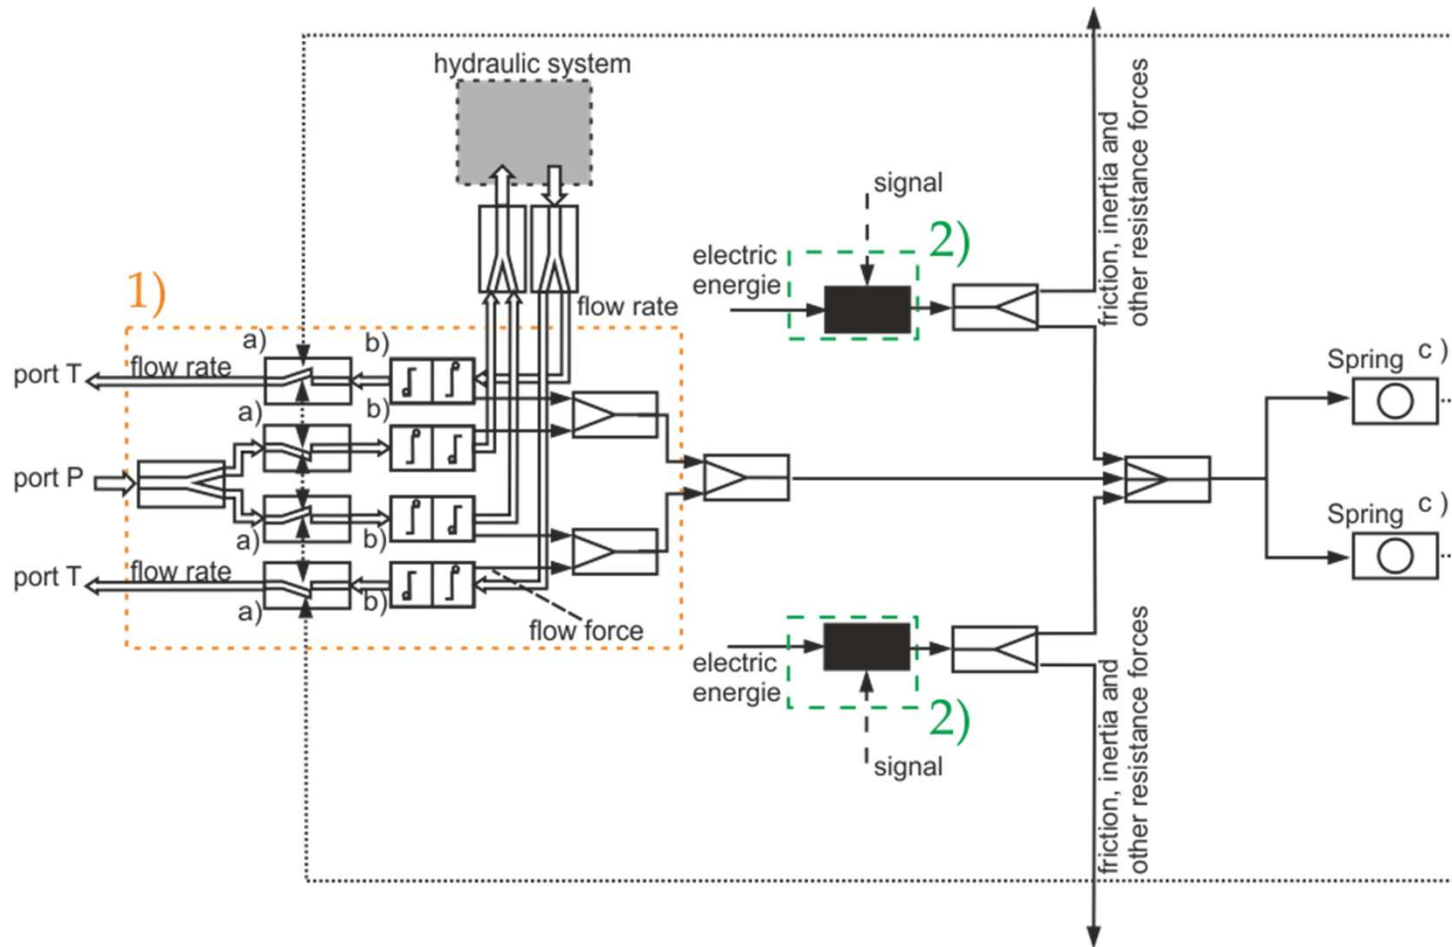 hydraulic system
signal
2)
electric
energie
friction, inertia and
other resistance forces
1)
flow rate
a)
b)
port T
flow rate
Spring c )
a)
b)
port P
a)
b)
Spring c )
port T
flow rate
a)
b)
flow force
electric
energie
2)
signal
friction, inertia and
other resistance forces